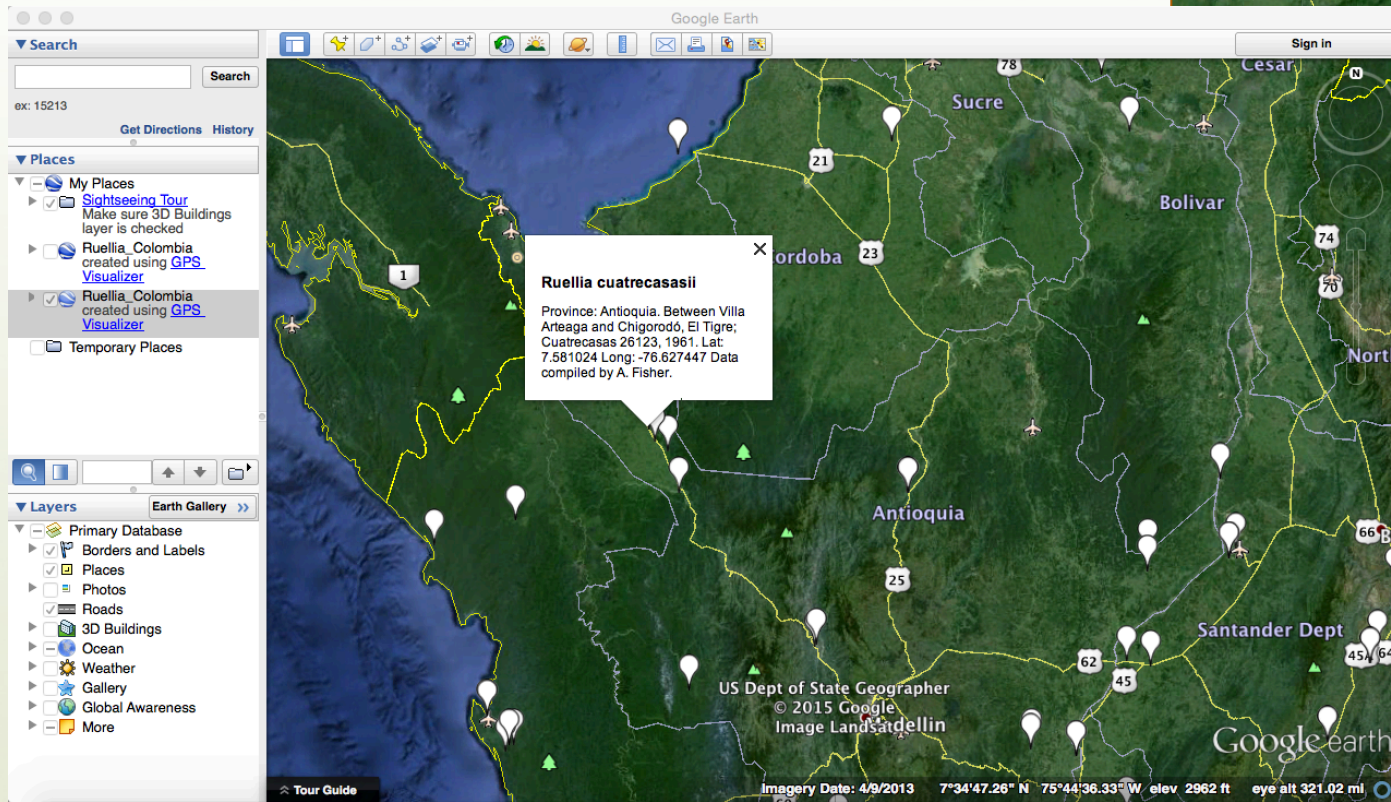 Google Earth
▼ Search
Search
ex: 15213
Get Directions History
▼ Places
My Places
Sightseeing Tour
Make sure 3D Buildings
layer is checked
Ruellia_Colombia
created using GPS
Visualizer
Ruellia_Colombia
created using GPS
Visualizer
Temporary Places
▼ Layers
Earth Gallery »
Primary Database
Borders and Labels
Places
Photos
Roads
3D Buildings
Ocean
Weather
Gallery
Global Awareness
More
Sign in
Cesar
N
78
Sucre
21
Bolivar
74
ordoba
23
70
1
Nort
Ruellia cuatrecasasii
Province: Antioquia. Between Villa
Arteaga and Chigorodó, El Tigre;
Cuatrecasas 26123, 1961. Lat:
7.581024 Long: -76.627447 Data
compiled by A. Fisher.
Antioquia
66
B
25
Santander Dept
62
45
45A
64
US Dept of State Geographer
© 2015 Google
Image Landsat
dellin
Google earth
Tour Guide
Imagery Date: 4/9/2013 7°34'47.26" N 75°44'36.33" W elev 2962 ft eye alt 321.02 mi